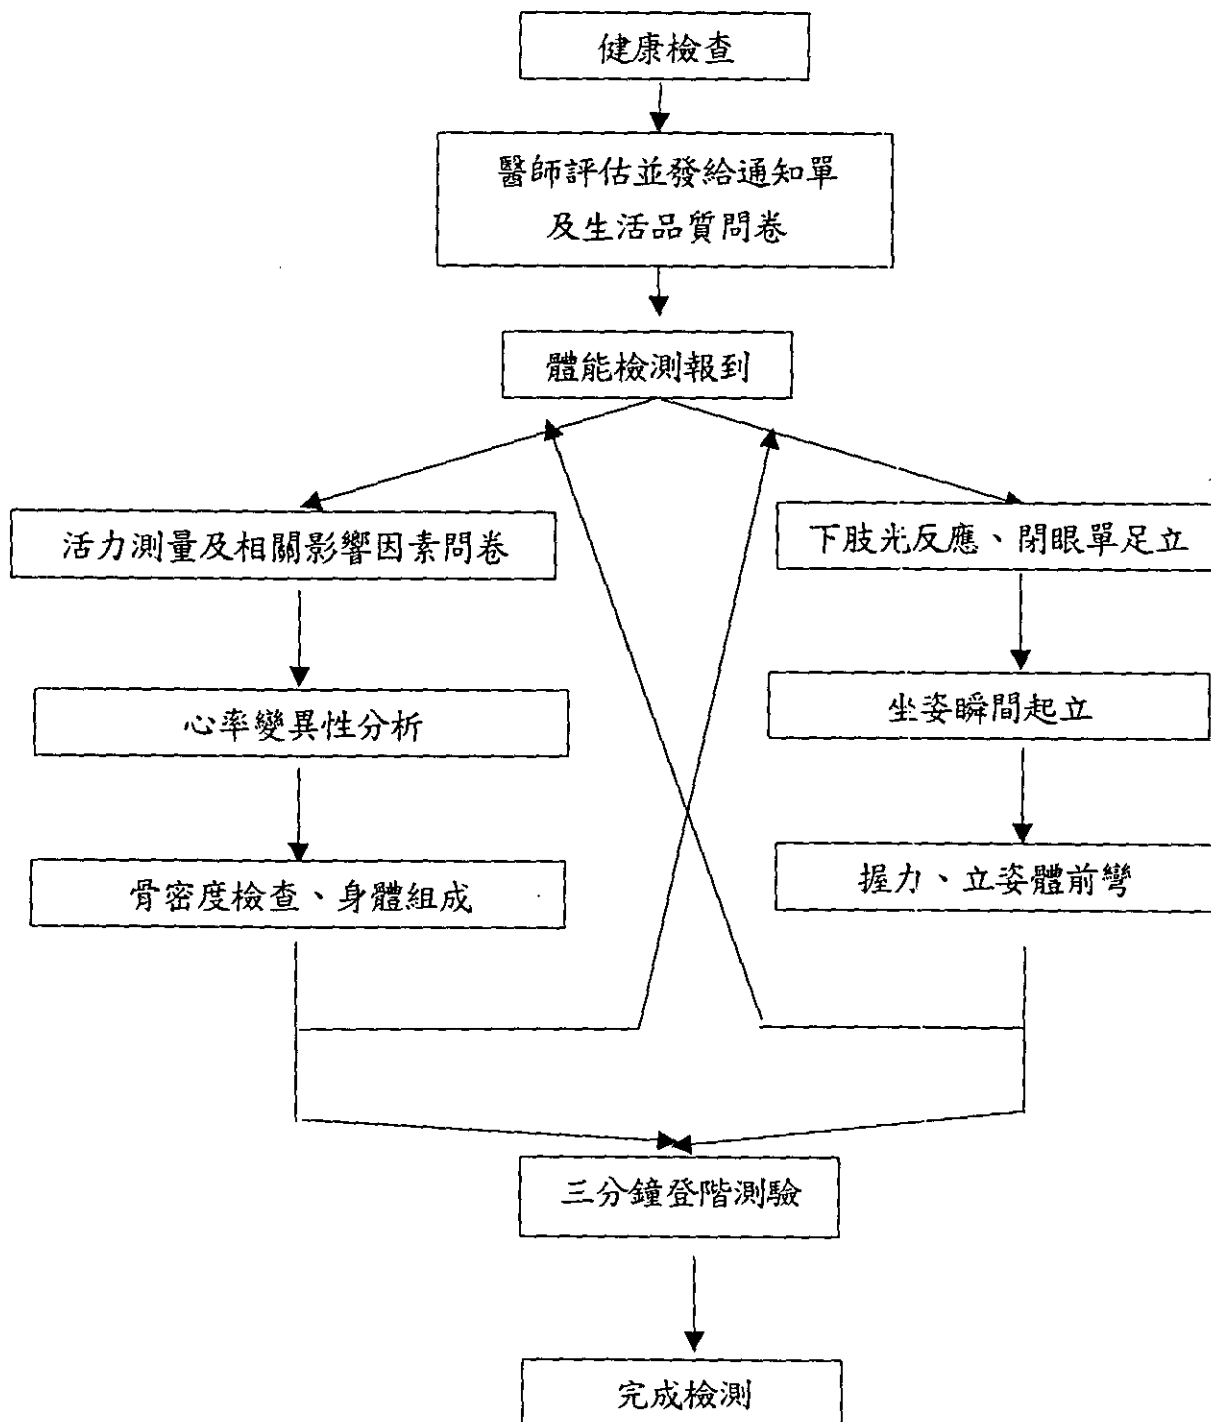 健康檢查
醫師評估並發給通知單
及生活品質問卷
體能檢測報到
活力測量及相關影響因素問卷
下肢光反應、閉眼單足立
心率變異性分析
坐姿瞬間起立
骨密度檢查、身體組成
握力、立姿體前彎
三分鐘登階測驗
完成檢測